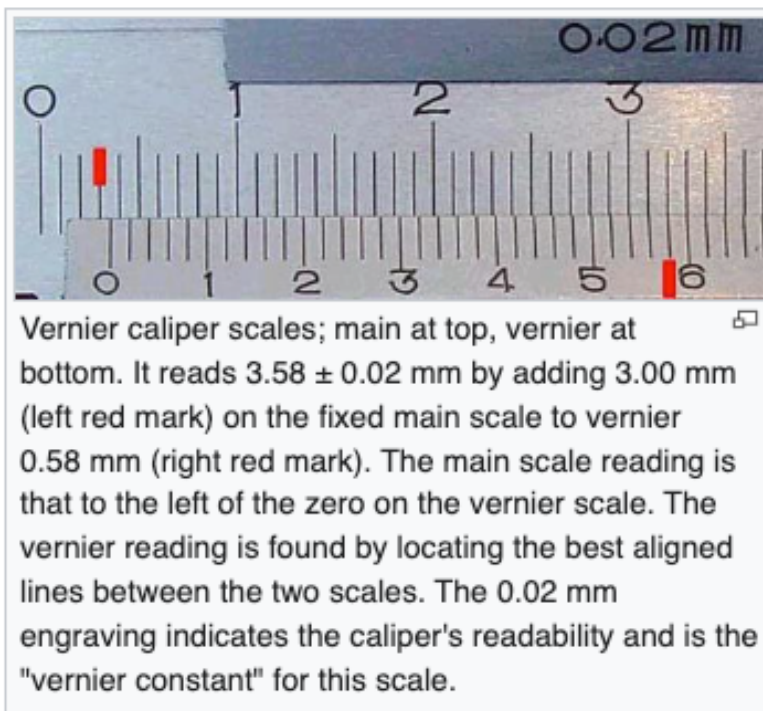 0.02mm
0 1 2 3
0 1 2 3 4 5 6
Vernier caliper scales; main at top, vernier at
bottom. It reads 3.58 ± 0.02 mm by adding 3.00 mm
(left red mark) on the fixed main scale to vernier
0.58 mm (right red mark). The main scale reading is
that to the left of the zero on the vernier scale. The
vernier reading is found by locating the best aligned
lines between the two scales. The 0.02 mm
engraving indicates the caliper's readability and is the
"vernier constant" for this scale.